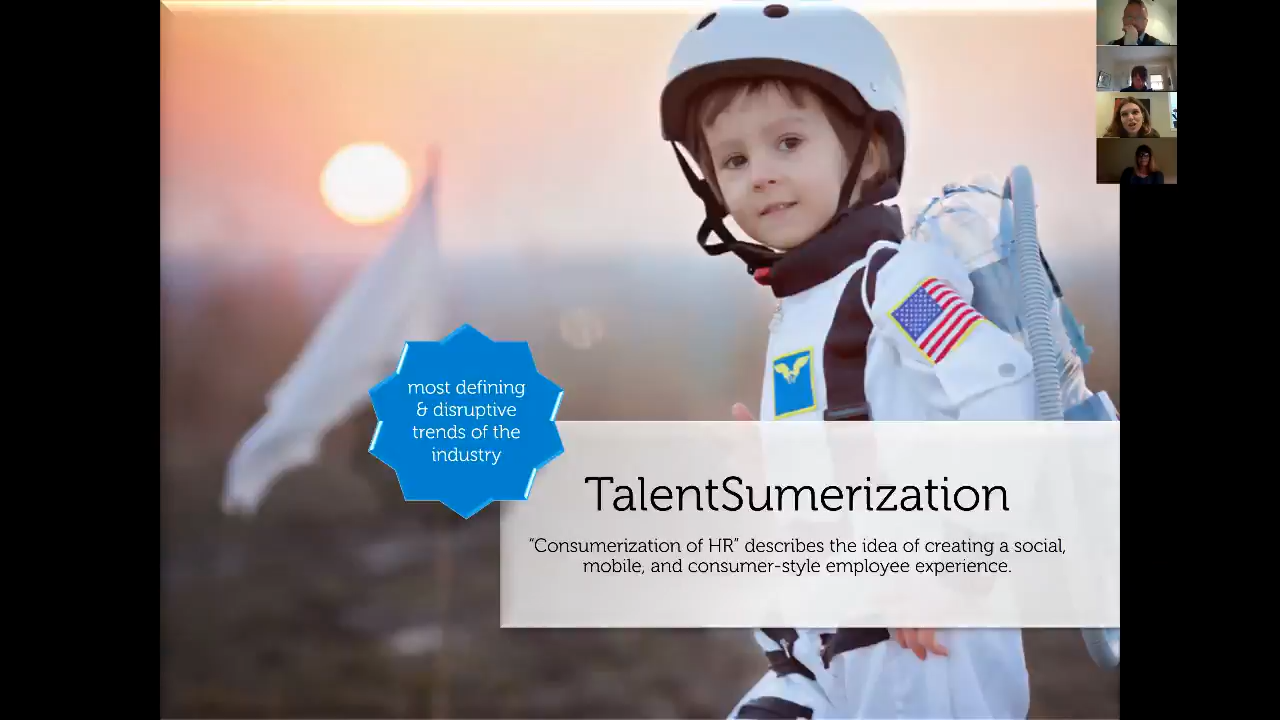 most defining
& disruptive
trends of the
industry
TalentSumerization
"Consumerization of HR" describes the idea of creating a social,
mobile, and consumer-style employee experience.